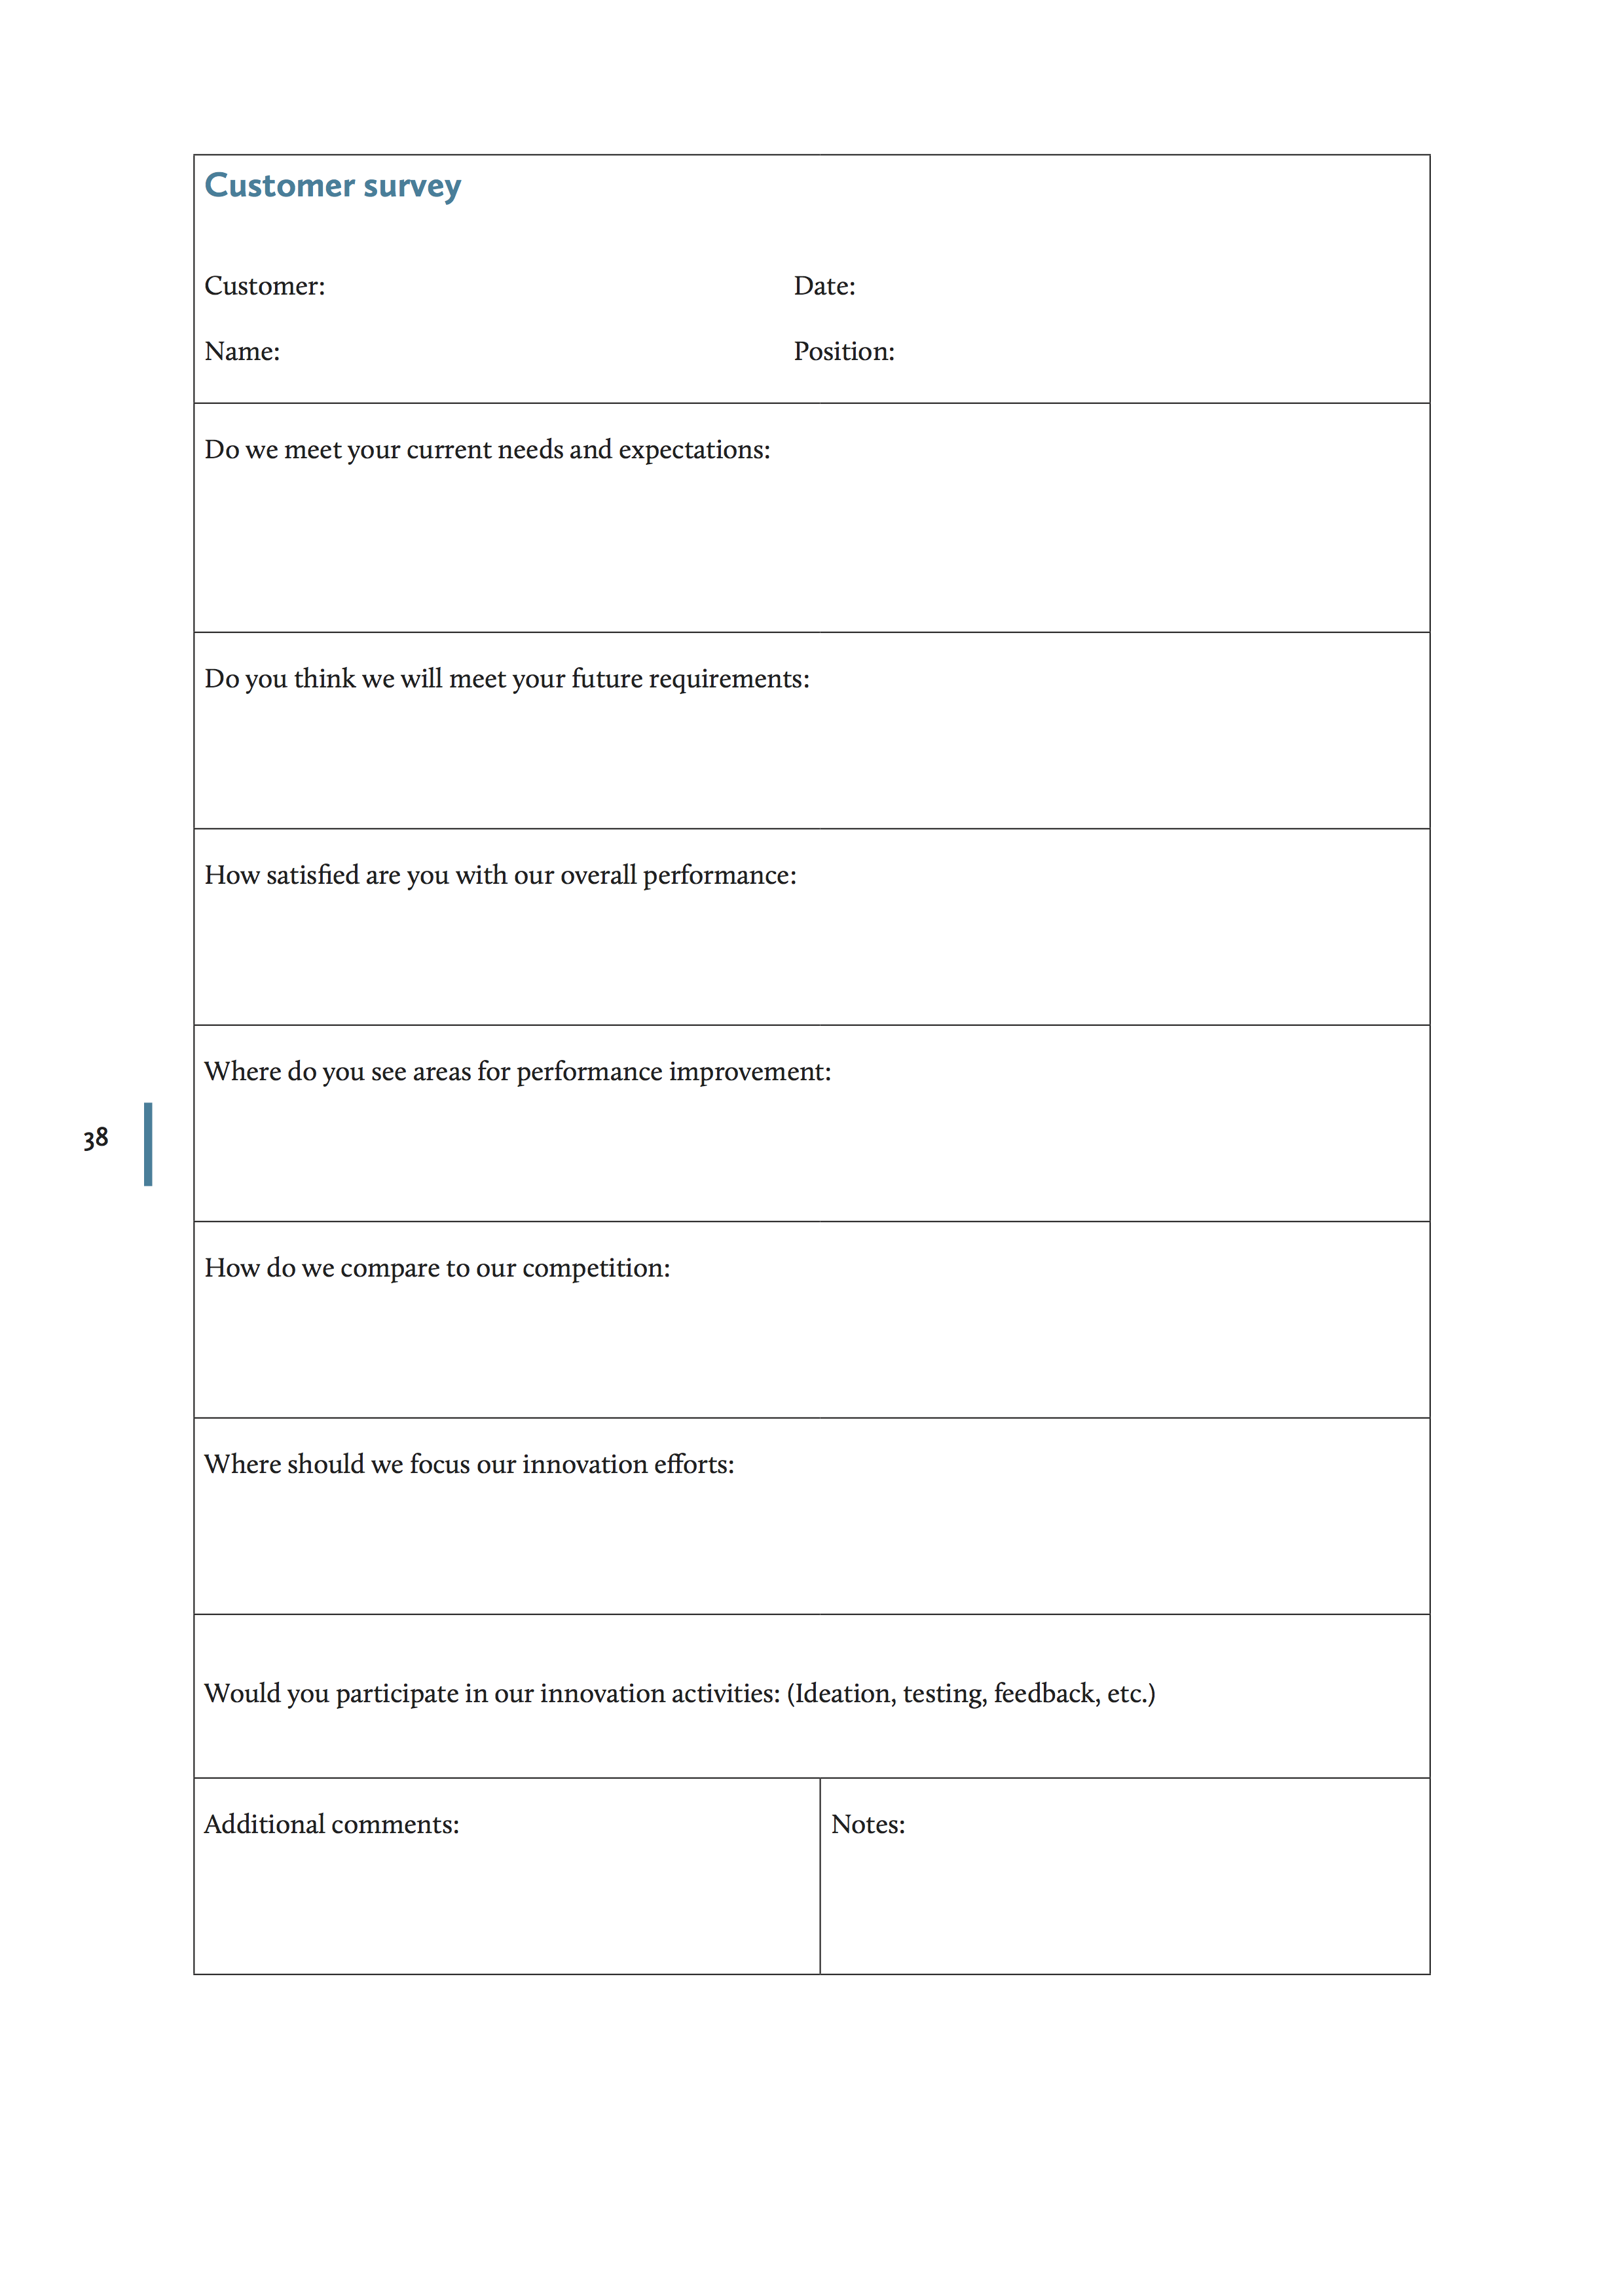 Customer survey
Customer: Date:
Name: Position:
Do we meet your current needs and expectations:
Do you think we will meet your future requirements:
How satisfied are you with our overall performance:
Where do you see areas for performance improvement:
38
How do we compare to our competition:
Where should we focus our innovation efforts:
Would you participate in our innovation activities: (Ideation, testing, feedback, etc.)
Additional comments: Notes: